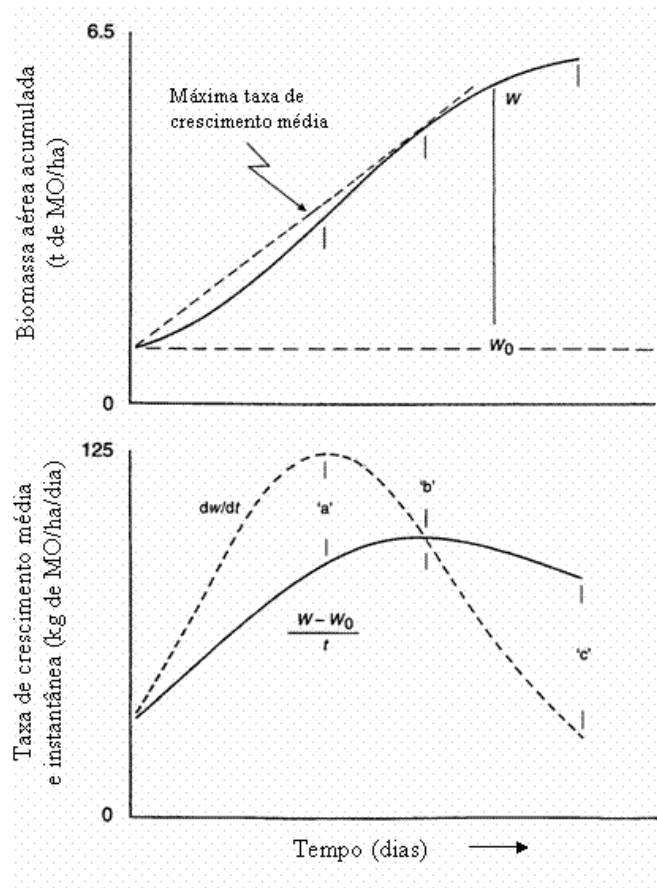 6.5
Máxima taxa de
crescimento média
W
W₀
0
Biomassa aérea acumulada
(t de MO/ha)
125
dw/dt
'a'
'b'
W – W₀
t
'c'
0
Taxa de crescimento média
e instantânea (kg de MO/ha/dia)
Tempo (dias)